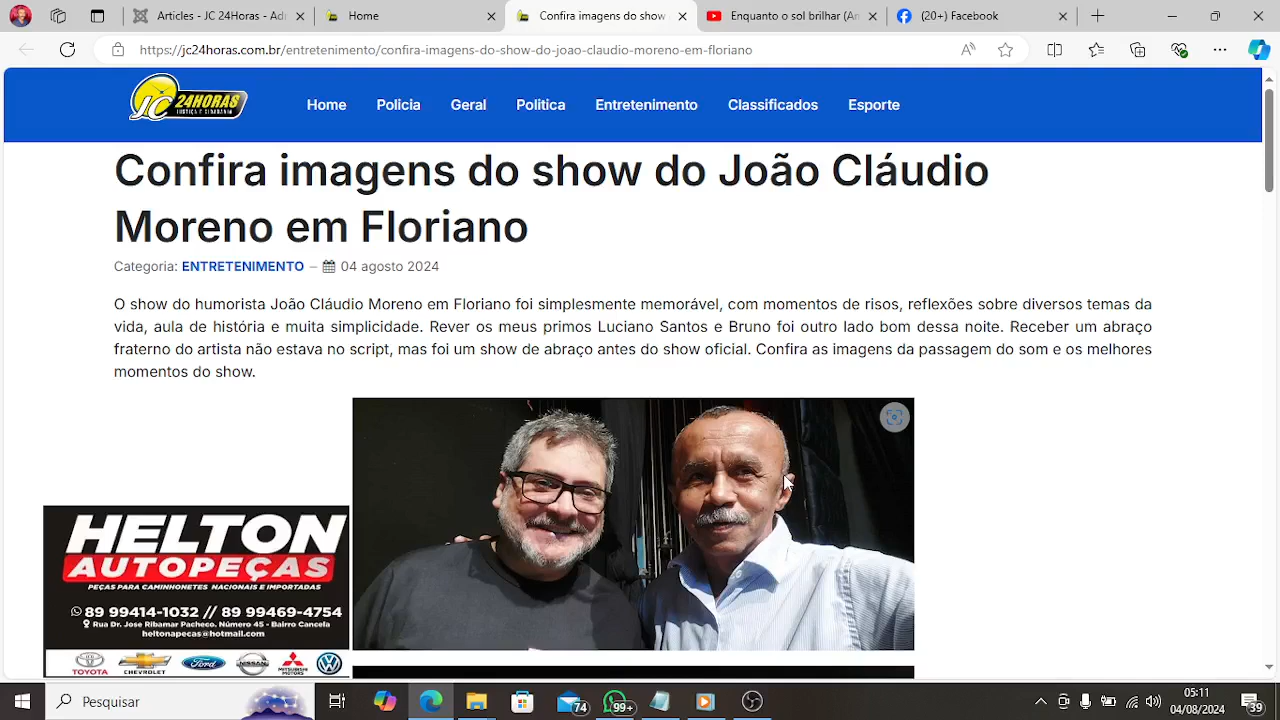 Articles - JC 24Horas - Adr
Home
Confira imagens do show
Enquanto o sol brilhar (An
(20+) Facebook
https://jc24horas.com.br/entretenimento/confira-imagens-do-show-do-joao-claudio-moreno-em-floriano
JC 24HORAS
JUSTIÇA E CIDADANIA
Home
Policia
Geral
Politica
Entretenimento
Classificados
Esporte
Confira imagens do show do João Cláudio
Moreno em Floriano
Categoria: ENTRETENIMENTO – 04 agosto 2024
O show do humorista João Cláudio Moreno em Floriano foi simplesmente memorável, com momentos de risos, reflexões sobre diversos temas da
vida, aula de história e muita simplicidade. Rever os meus primos Luciano Santos e Bruno foi outro lado bom dessa noite. Receber um abraço
fraterno do artista não estava no script, mas foi um show de abraço antes do show oficial. Confira as imagens da passagem do som e os melhores
momentos do show.
HELTON
AUTOPEÇAS
PEÇAS PARA CAMINHONETES NACIONAIS E IMPORTADAS
89 99414-1032 // 89 99469-4754
Rua Dr. Jose Ribamar Pacheco. Número 45 - Bairro Cancela
heltonapecas@hotmail.com
TOYOTA
CHEVROLET
Ford
NISSAN
MITSUBISHI
MOTORS
Pesquisar
74
99+
05:11
04/08/2024
39